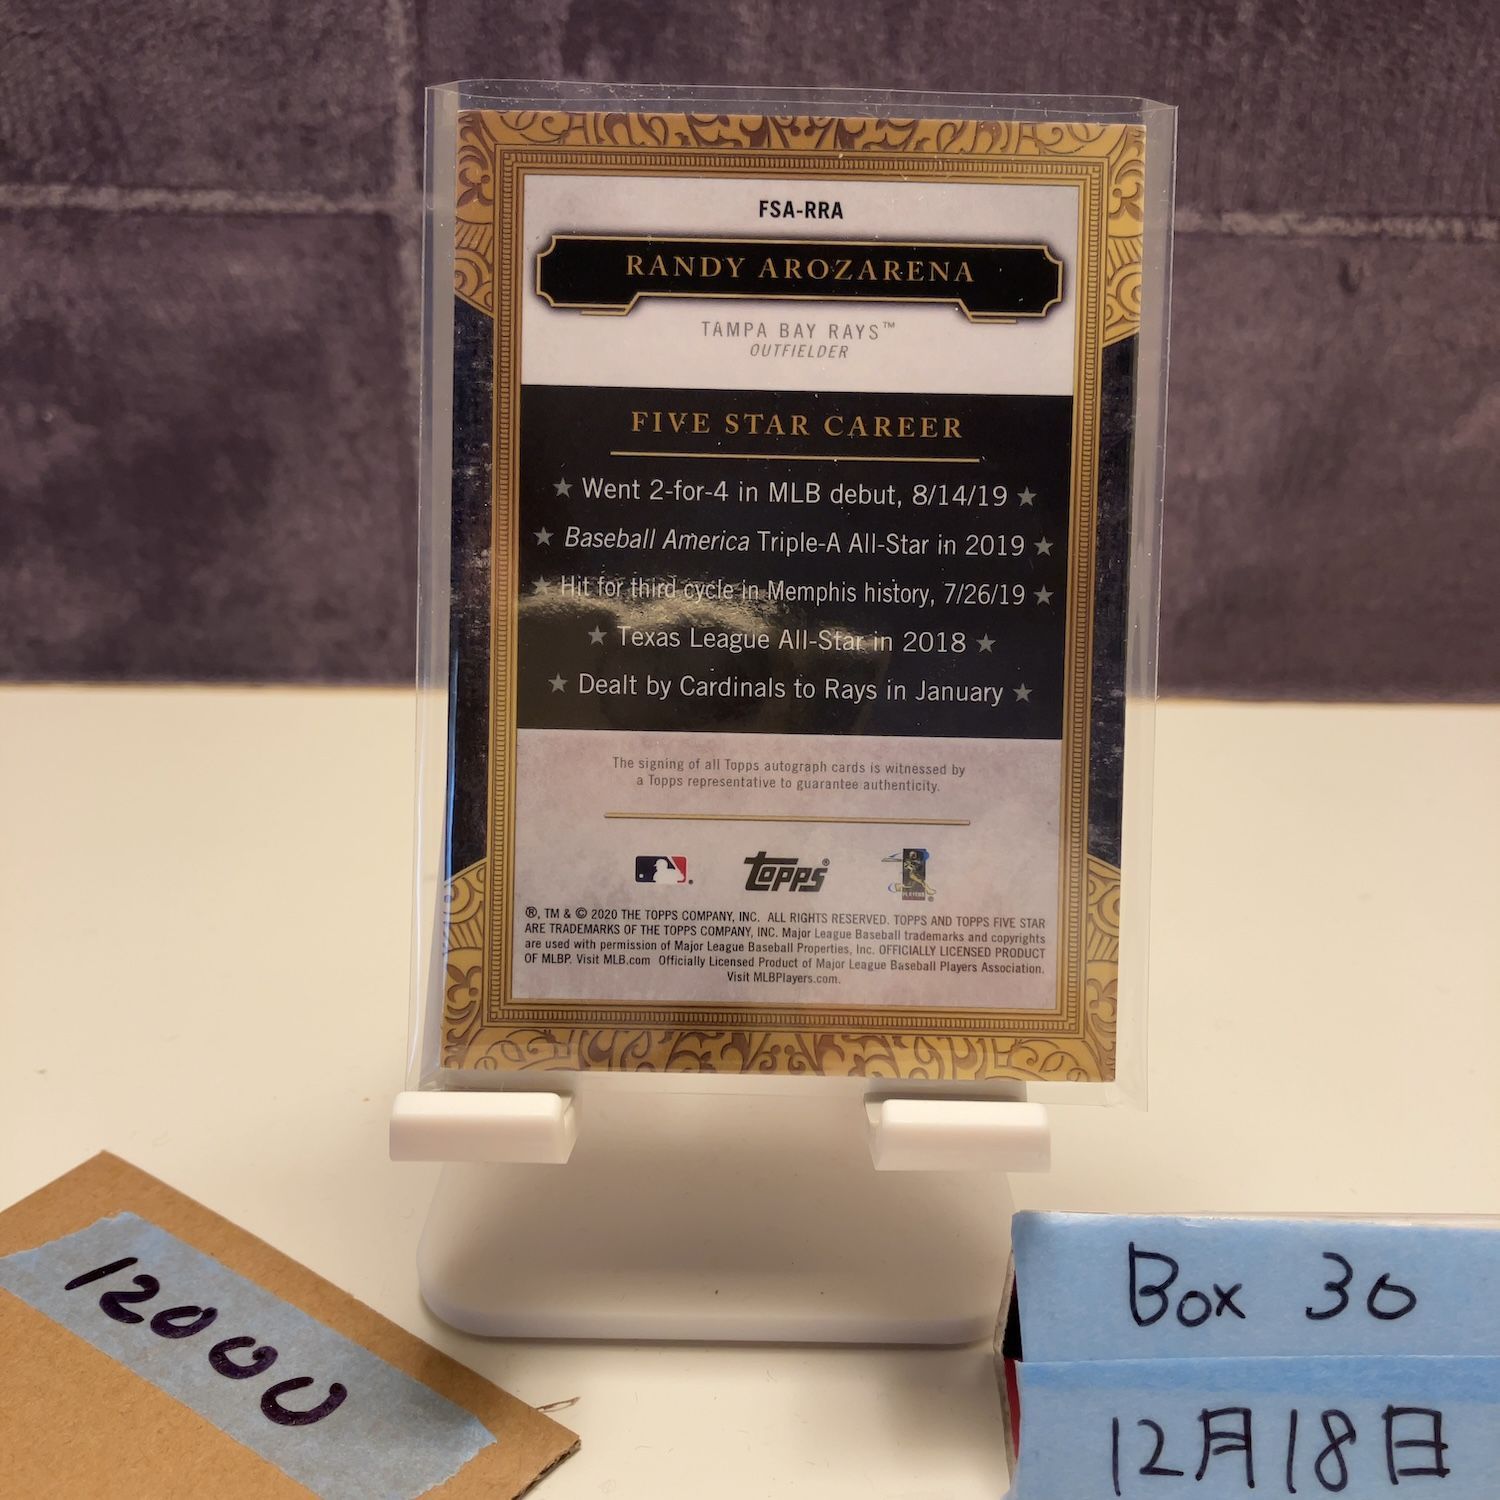 FSA-RRA
RANDY AROZARENA
TAMPA BAY RAYS™
OUTFIELDER
FIVE STAR CAREER
★ Went 2-for-4 in MLB debut, 8/14/19 ★
★ Baseball America Triple-A All-Star in 2019 ★
★ Hit for third cycle in Memphis history, 7/26/19 ★
★ Texas League All-Star in 2018 ★
★ Dealt by Cardinals to Rays in January ★
The signing of all Topps autograph cards is witnessed by
a Topps representative to guarantee authenticity.
Topps®
PLAYERS
®, TM & © 2020 THE TOPPS COMPANY, INC. ALL RIGHTS RESERVED. TOPPS AND TOPPS FIVE STAR
ARE TRADEMARKS OF THE TOPPS COMPANY, INC. Major League Baseball trademarks and copyrights
are used with permission of Major League Baseball Properties, Inc. OFFICIALLY LICENSED PRODUCT
OF MLBP. Visit MLB.com Officially Licensed Product of Major League Baseball Players Association.
Visit MLBPlayers.com.
12000
Box 30
12月18日